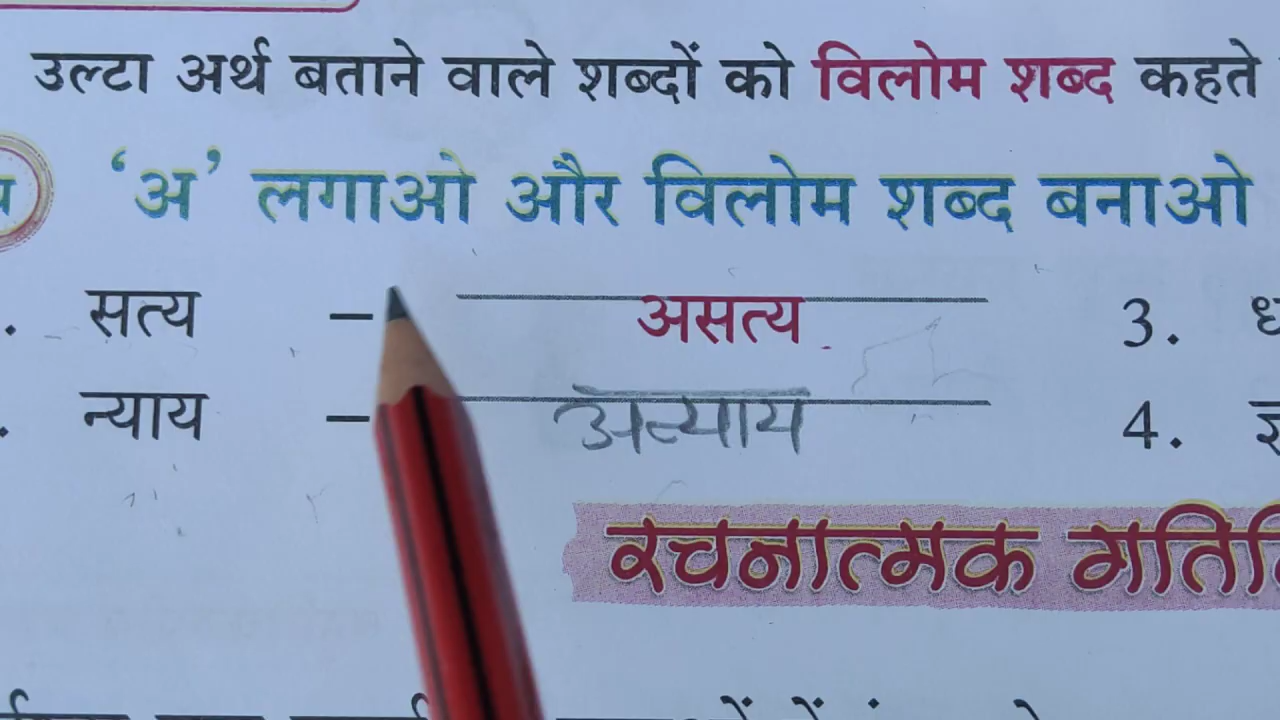 उल्टा अर्थ बताने वाले शब्दों को विलोम शब्द कहते
‘अ’ लगाओ और विलोम शब्द बनाओ
सत्य – असत्य 3.
न्याय – अन्याय 4.
रचनात्मक